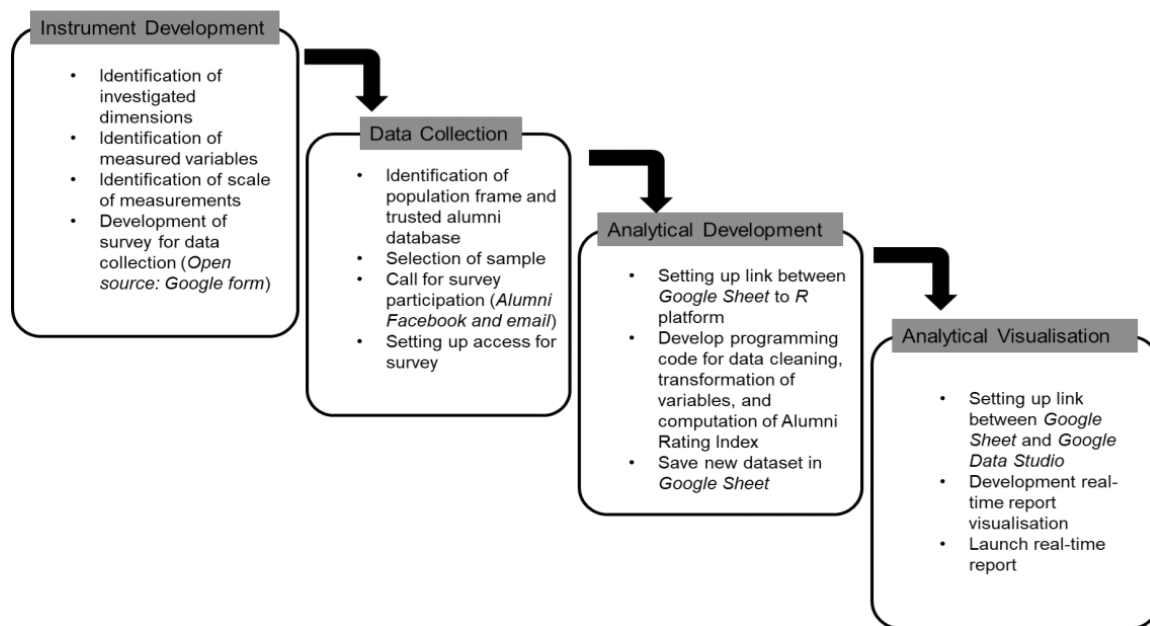 Instrument Development
• Identification of
investigated
dimensions
• Identification of
measured variables
• Identification of scale
of measurements
• Development of
survey for data
collection (Open
source: Google form)
Data Collection
• Identification of
population frame and
trusted alumni
database
• Selection of sample
• Call for survey
participation (Alumni
Facebook and email)
• Setting up access for
survey
Analytical Development
• Setting up link between
Google Sheet to R
platform
• Develop programming
code for data cleaning,
transformation of
variables, and
computation of Alumni
Rating Index
• Save new dataset in
Google Sheet
Analytical Visualisation
• Setting up link
between Google
Sheet and Google
Data Studio
• Development real-
time report
visualisation
• Launch real-time
report